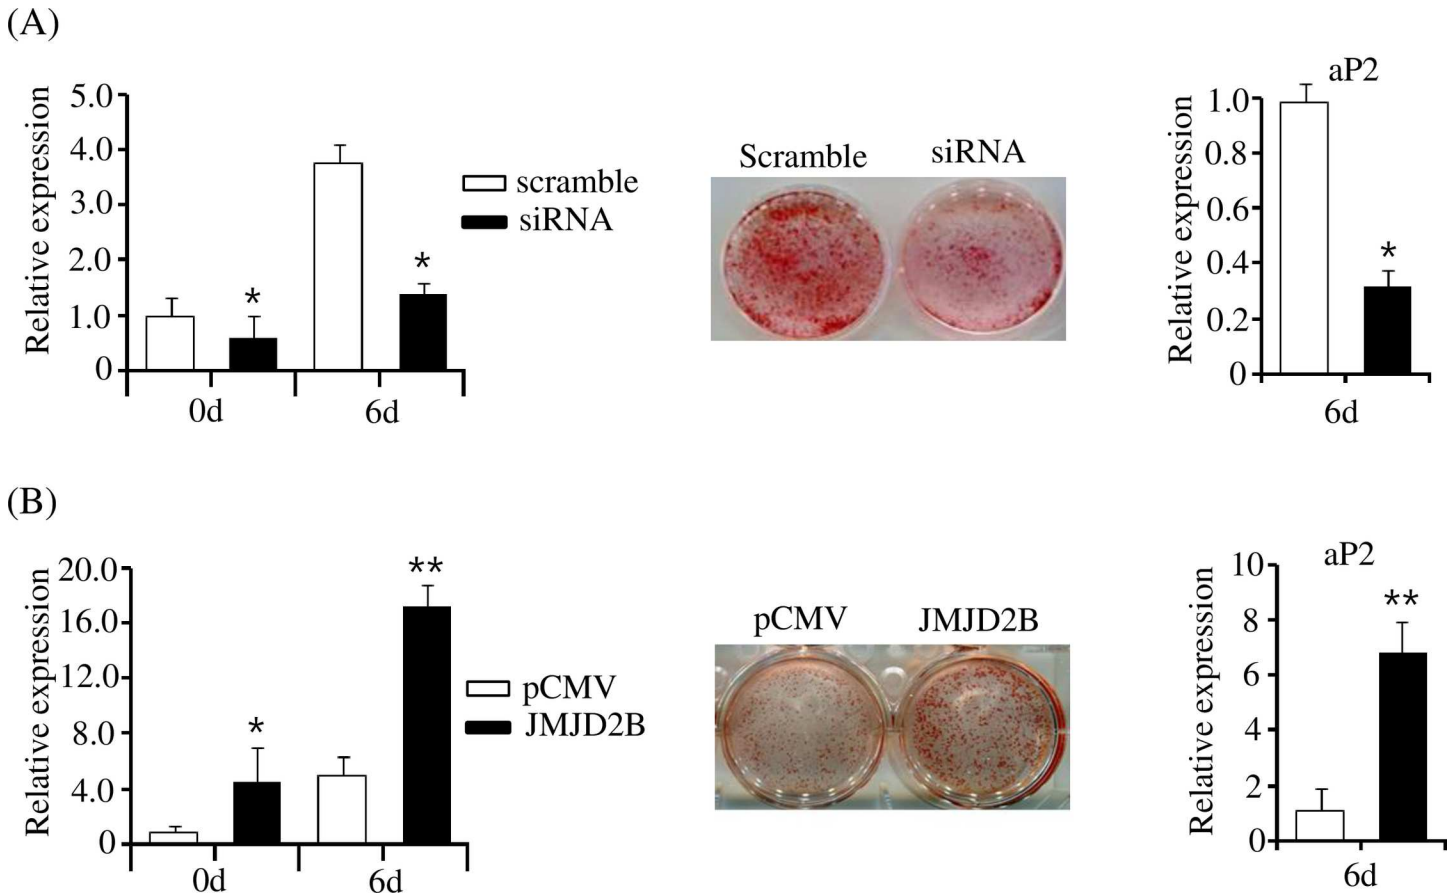 (A)
Relative expression
5.0
4.0
3.0
2.0
1.0
0
*
*
0d
6d
scramble
siRNA
Scramble
siRNA
aP2
Relative expression
1.0
0.8
0.6
0.4
0.2
0
*
6d
(B)
Relative expression
20.0
16.0
12.0
8.0
4.0
0
*
**
0d
6d
pCMV
JMJD2B
pCMV
JMJD2B
aP2
Relative expression
10
8
6
4
2
0
**
6d